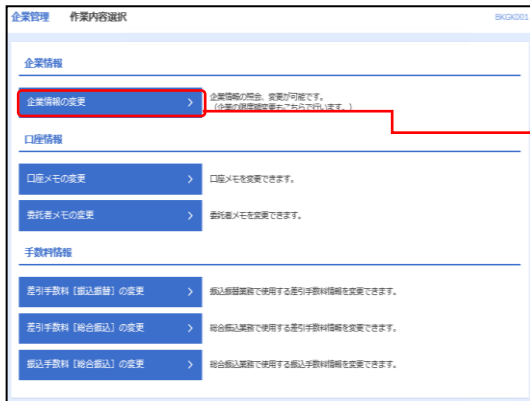 企業管理 作業内容選択 BKGK001
企業情報
企業情報の変更
企業情報の照会、変更が可能です。
（企業の限度額変更もこちらで行います。）
口座情報
口座メモの変更
口座メモを変更できます。
委託者メモの変更
委託者メモを変更できます。
手数料情報
差引手数料［振込振替］の変更
振込振替業務で使用する差引手数料情報を変更できます。
差引手数料［総合振込］の変更
総合振込業務で使用する差引手数料情報を変更できます。
振込手数料［総合振込］の変更
総合振込業務で使用する振込手数料情報を変更できます。